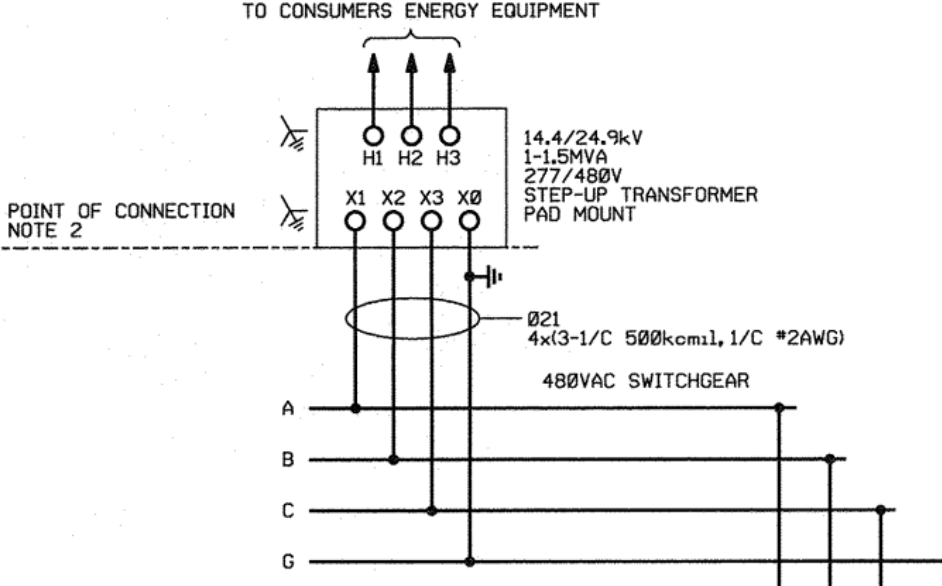 TO CONSUMERS ENERGY EQUIPMENT
H1 H2 H3
14.4/24.9kV
1-1.5MVA
277/480V
STEP-UP TRANSFORMER
PAD MOUNT
X1 X2 X3 XØ
POINT OF CONNECTION
NOTE 2
Ø21
4x(3-1/C 500kcmil, 1/C #2AWG)
480VAC SWITCHGEAR
A
B
C
G